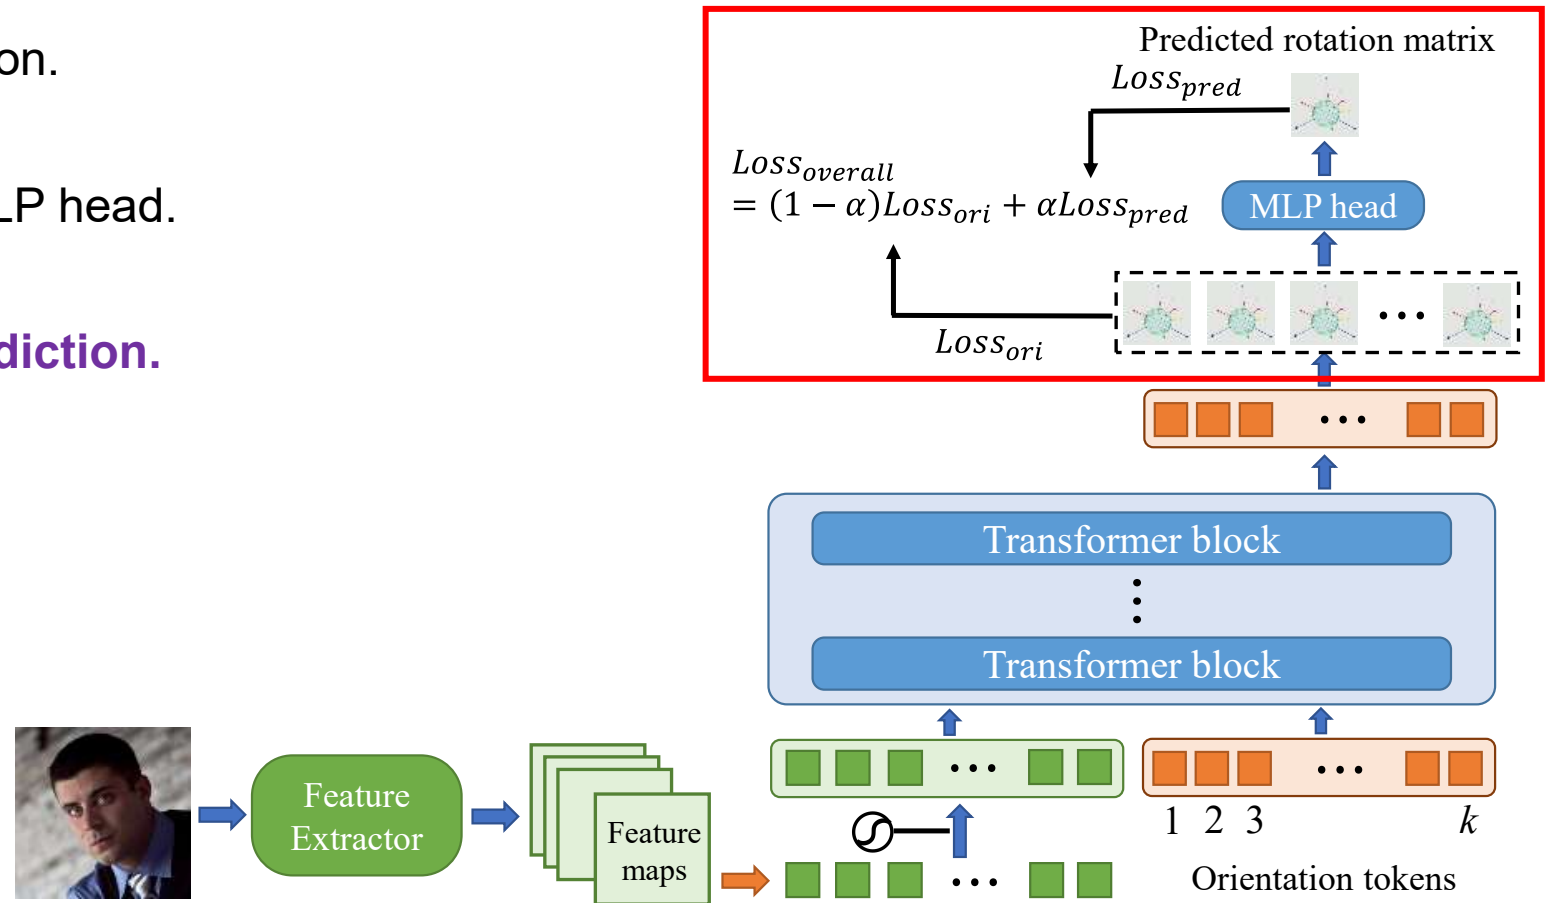 on.
LP head.
diction.
Predicted rotation matrix
Loss_pred
Loss_overall
= (1 − α)Loss_ori + αLoss_pred
MLP head
Loss_ori
Transformer block
Transformer block
Feature
Extractor
Feature
maps
1 2 3 k
Orientation tokens